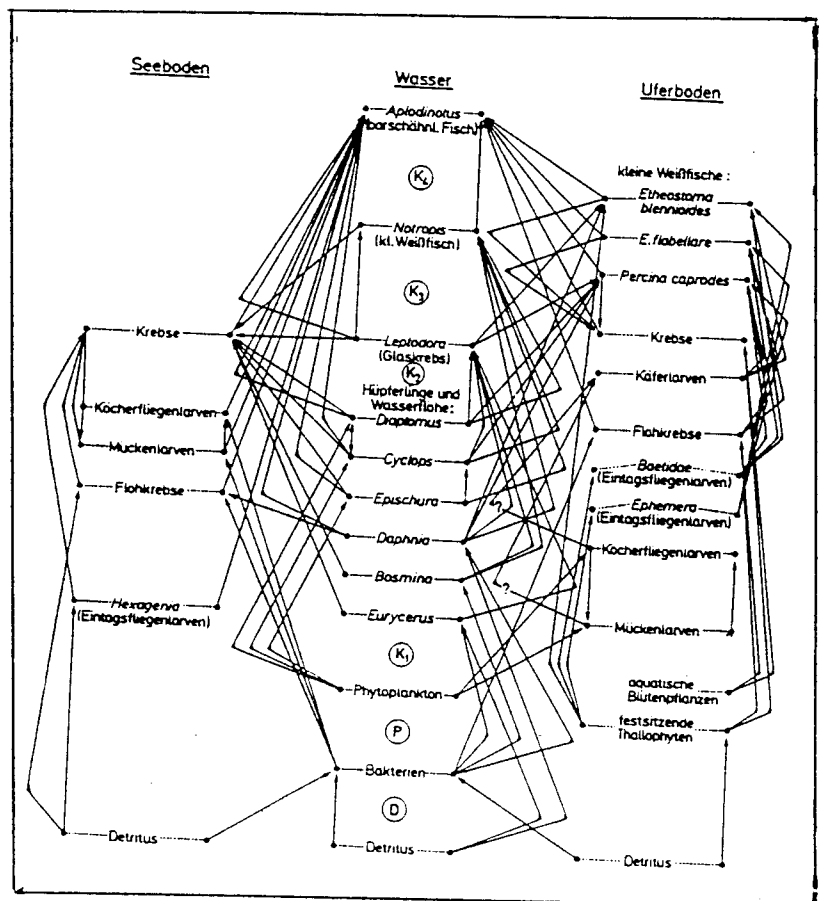 Seeboden
Krebse
Köcherfliegenlarven
Mückenlarven
Flohkrebse
Hexagenia
(Eintagsfliegenlarven)
Detritus
Wasser
Aplodinotus
(barschähnl. Fisch)
K₄
Notropis
(kl. Weißfisch)
K₃
Leptodora
(Glaskrebs)
K₂
Hüpferlinge und
Wasserflöhe:
Diaptomus
Cyclops
Epischura
Daphnia
Bosmina
Eurycerus
K₁
Phytoplankton
P
Bakterien
D
Detritus
Uferboden
kleine Weißfische :
Etheostoma
blennioides
E. flabellare
Percina caprodes
Krebse
Käferlarven
Flohkrebse
Baetidae
(Eintagsfliegenlarven)
?
Ephemera
(Eintagsfliegenlarven)
Köcherfliegenlarven
?
Mückenlarven
aquatische
Blütenpflanzen
festsitzende
Thallophyten
Detritus